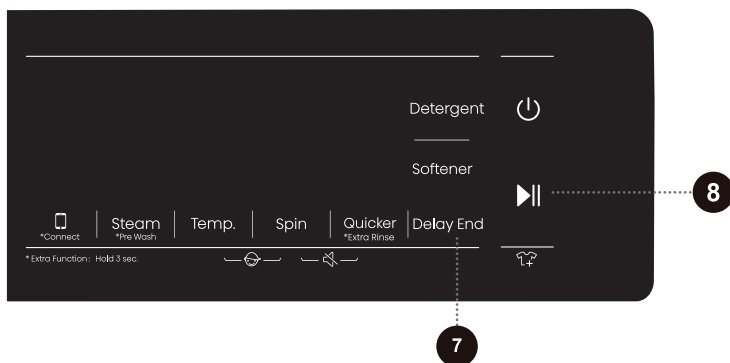 Detergent
Softener
8
Steam Temp. Spin Quicker Delay End
*Connect *Pre Wash *Extra Rinse
* Extra Function: Hold 3 sec.
7